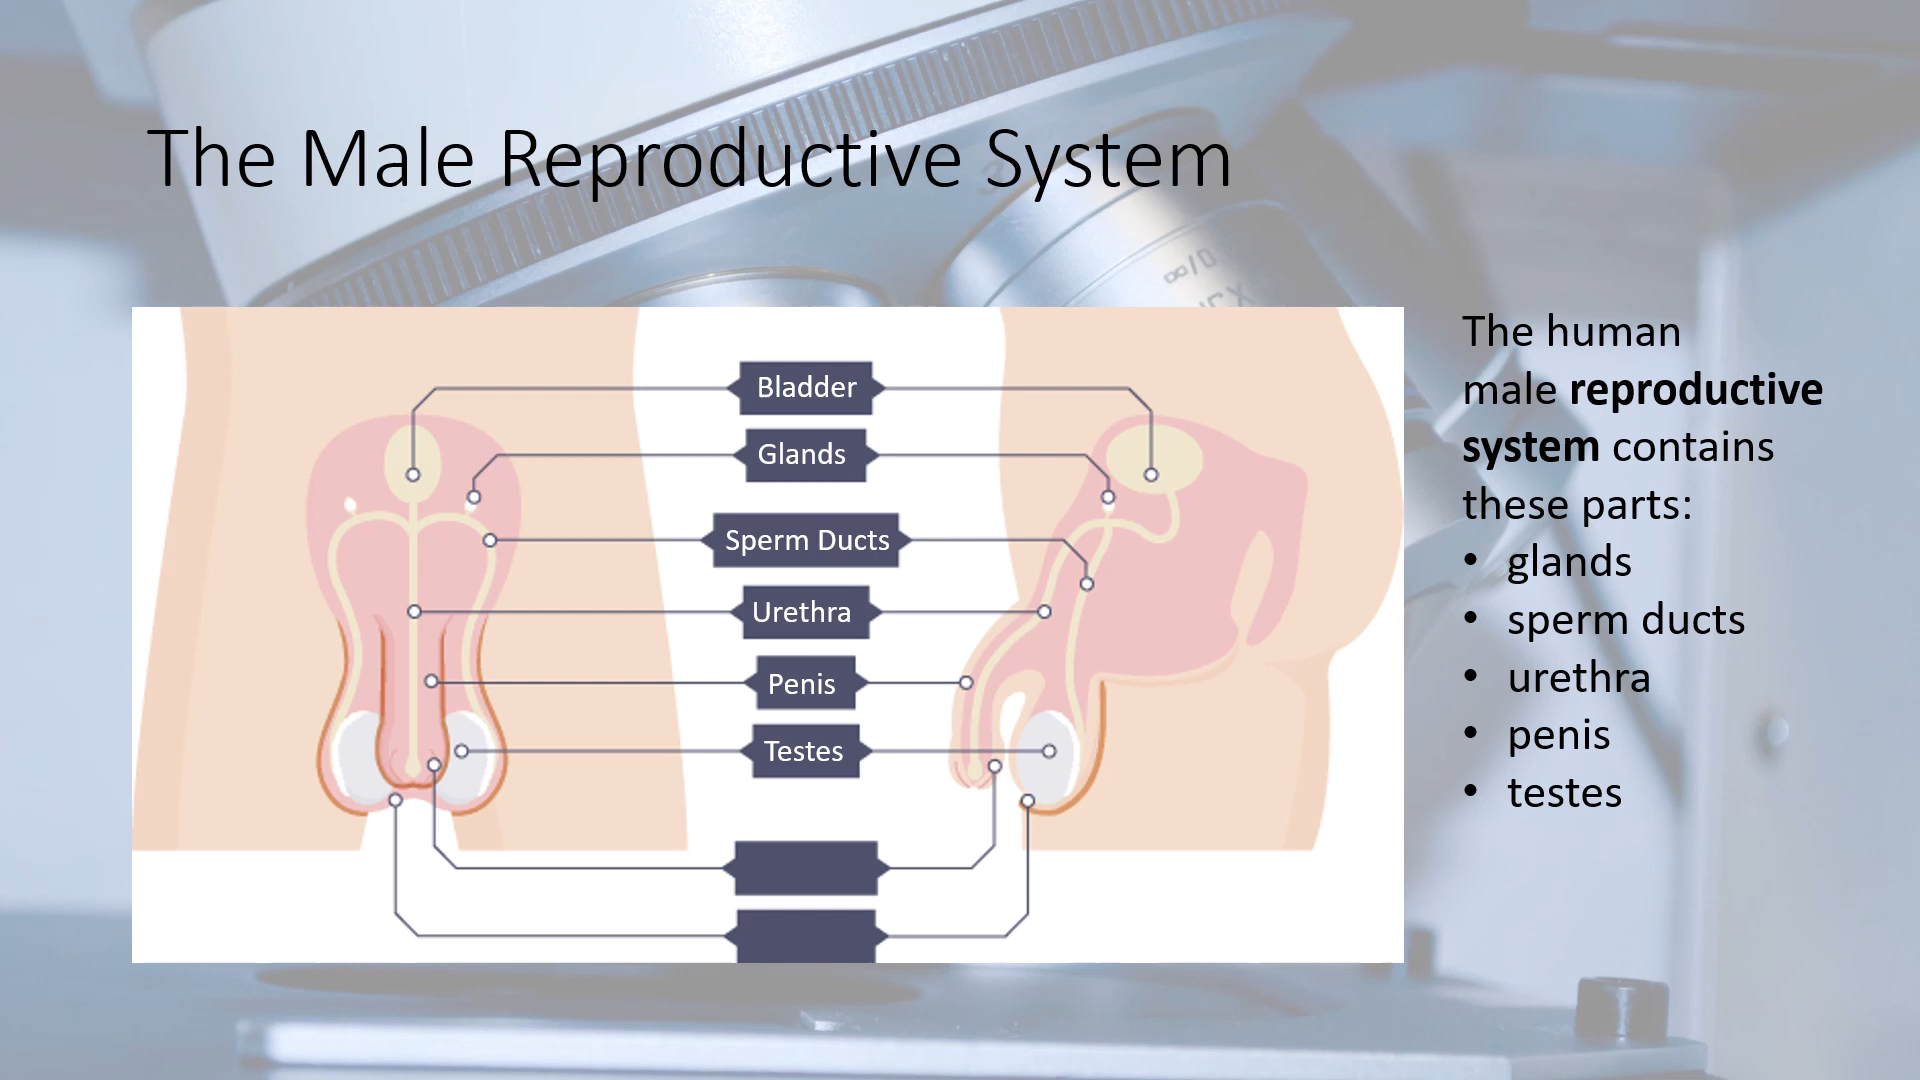 The Male Reproductive System
Bladder
Glands
Sperm Ducts
Urethra
Penis
Testes
The human
male reproductive
system contains
these parts:
• glands
• sperm ducts
• urethra
• penis
• testes